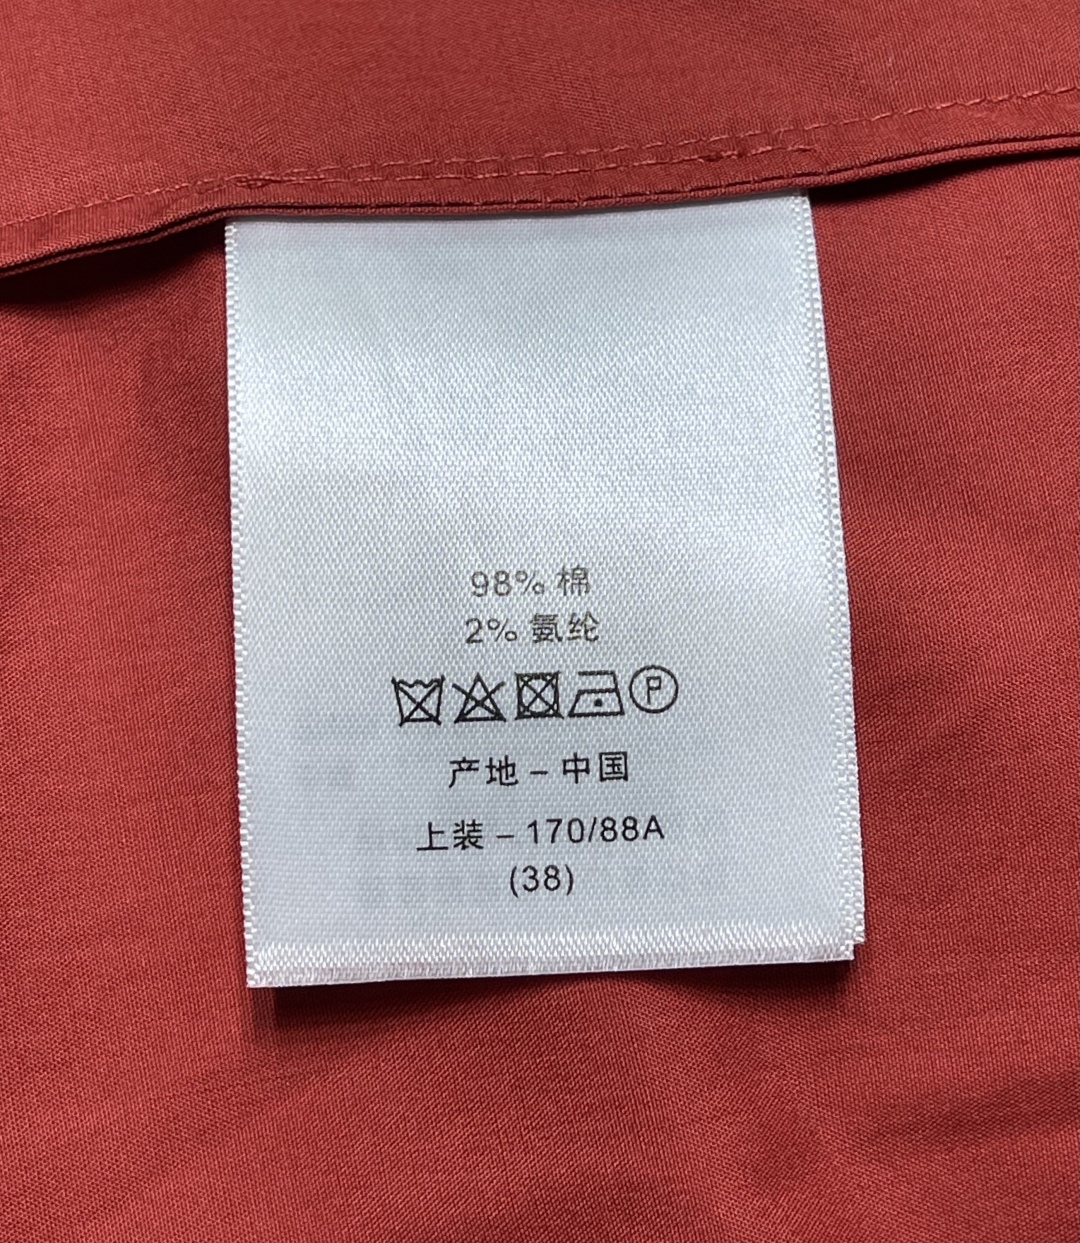 98% 棉
2% 氨纶
P
产地 – 中国
上装 – 170/88A
(38)